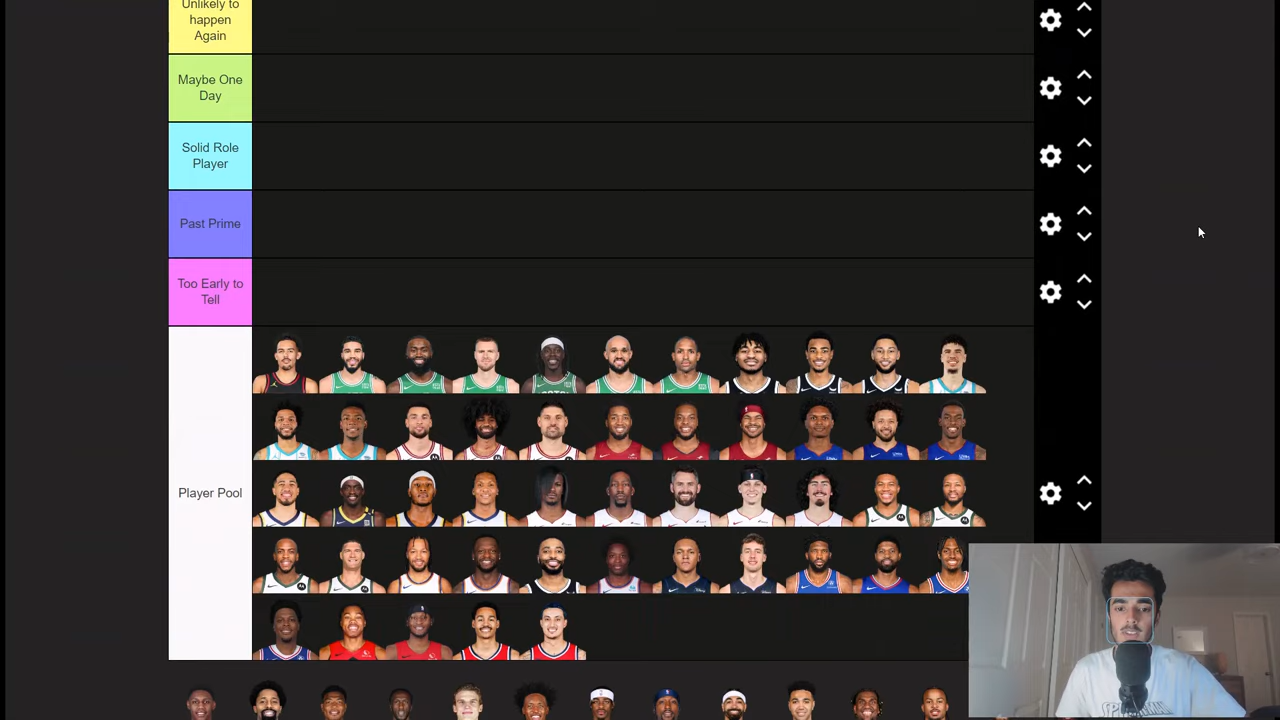 Unlikely to
happen
Again
Maybe One
Day
Solid Role
Player
Past Prime
Too Early to
Tell
Player Pool